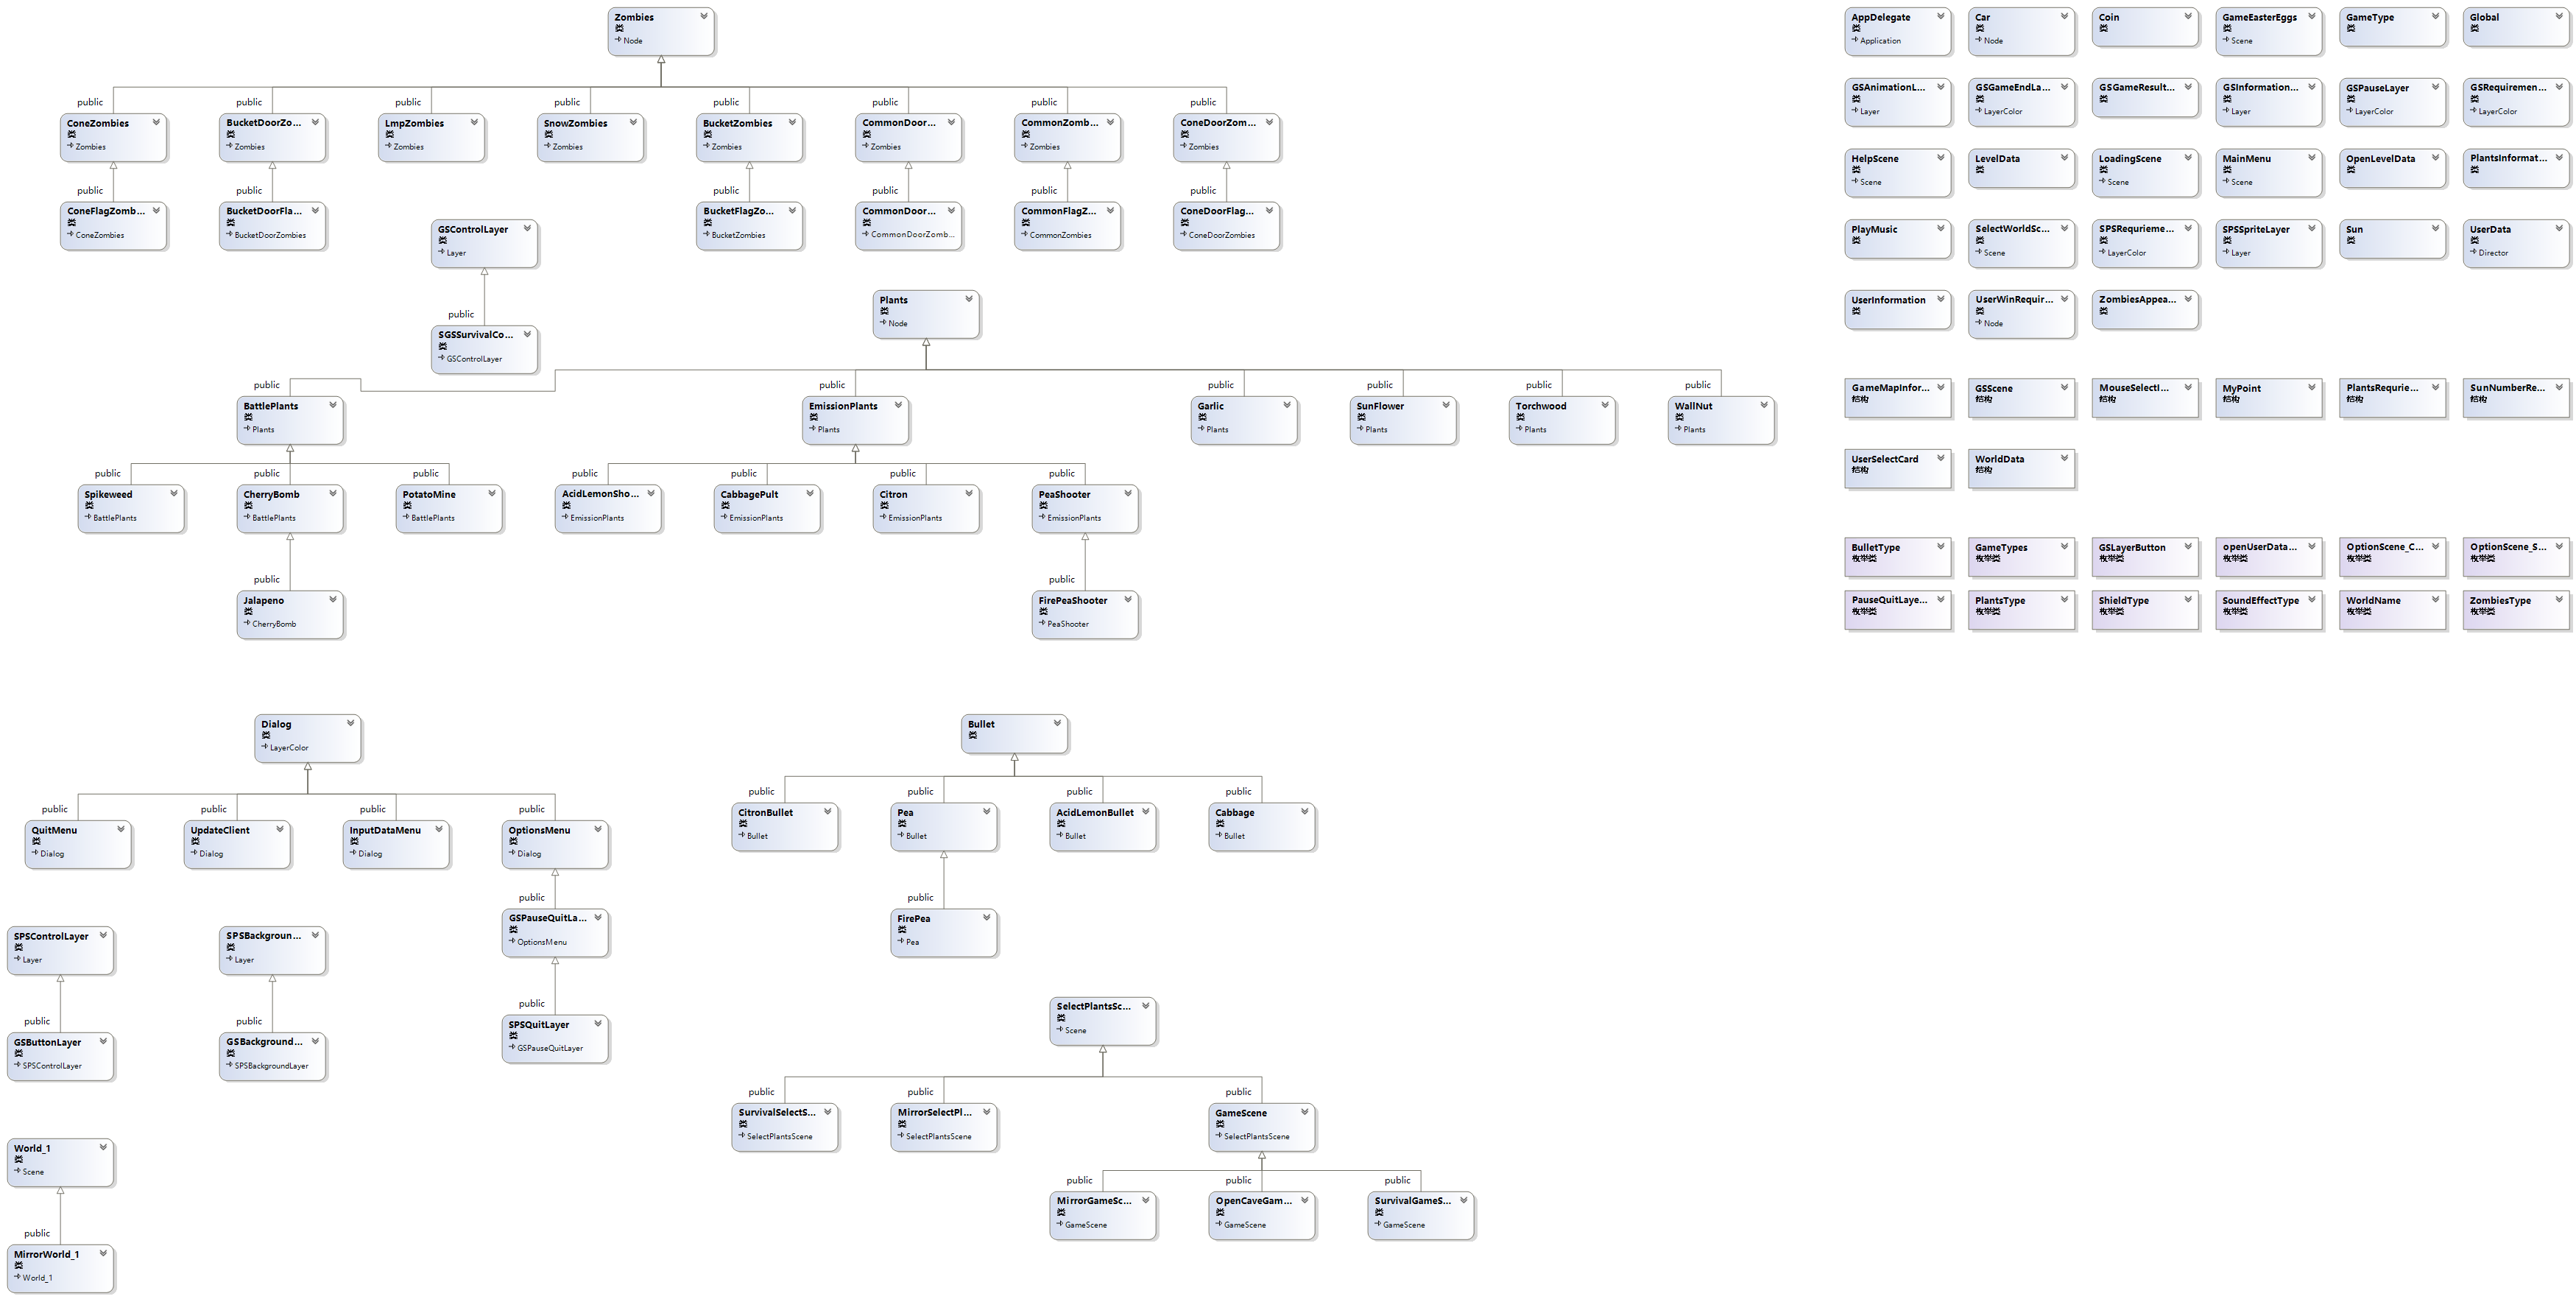 Zombies
类
Node
public
public
public
public
public
public
public
public
ConeZombies
类
Zombies
BucketDoorZo...
类
Zombies
LmpZombies
类
Zombies
SnowZombies
类
Zombies
BucketZombies
类
Zombies
CommonDoor...
类
Zombies
CommonZomb...
类
Zombies
ConeDoorZom...
类
Zombies
public
public
public
public
public
public
ConeFlagZomb...
类
ConeZombies
BucketDoorFla...
类
BucketDoorZombies
BucketFlagZo...
类
BucketZombies
CommonDoor...
类
CommonDoorZomb...
CommonFlagZ...
类
CommonZombies
ConeDoorFlag...
类
ConeDoorZombies
GSControlLayer
类
Layer
public
SGSSurvivalCo...
类
GSControlLayer
Plants
类
Node
public
public
public
public
public
public
BattlePlants
类
Plants
EmissionPlants
类
Plants
Garlic
类
Plants
SunFlower
类
Plants
Torchwood
类
Plants
WallNut
类
Plants
public
public
public
public
public
public
public
Spikeweed
类
BattlePlants
CherryBomb
类
BattlePlants
PotatoMine
类
BattlePlants
AcidLemonSho...
类
EmissionPlants
CabbagePult
类
EmissionPlants
Citron
类
EmissionPlants
PeaShooter
类
EmissionPlants
public
public
Jalapeno
类
CherryBomb
FirePeaShooter
类
PeaShooter
Dialog
类
LayerColor
public
public
public
public
QuitMenu
类
Dialog
UpdateClient
类
Dialog
InputDataMenu
类
Dialog
OptionsMenu
类
Dialog
public
GSPauseQuitLa...
类
OptionsMenu
public
SPSQuitLayer
类
GSPauseQuitLayer
SPSControlLayer
类
Layer
public
GSButtonLayer
类
SPSControlLayer
SPSBackgroun...
类
Layer
public
GSBackground...
类
SPSBackgroundLayer
World_1
类
Scene
public
MirrorWorld_1
类
World_1
Bullet
类
public
public
public
public
CitronBullet
类
Bullet
Pea
类
Bullet
AcidLemonBullet
类
Bullet
Cabbage
类
Bullet
public
FirePea
类
Pea
SelectPlantsSc...
类
Scene
public
public
public
SurvivalSelectS...
类
SelectPlantsScene
MirrorSelectPl...
类
SelectPlantsScene
GameScene
类
SelectPlantsScene
public
public
public
MirrorGameSc...
类
GameScene
OpenCaveGam...
类
GameScene
SurvivalGameS...
类
GameScene
AppDelegate
类
Application
Car
类
Node
Coin
类
GameEasterEggs
类
Scene
GameType
类
Global
类
GSAnimationL...
类
Layer
GSGameEndLa...
类
LayerColor
GSGameResult...
类
GSInformation...
类
Layer
GSPauseLayer
类
LayerColor
GSRequiremen...
类
LayerColor
HelpScene
类
Scene
LevelData
类
LoadingScene
类
Scene
MainMenu
类
Scene
OpenLevelData
类
PlantsInformat...
类
PlayMusic
类
SelectWorldSc...
类
Scene
SPSRequrieme...
类
LayerColor
SPSSpriteLayer
类
Layer
Sun
类
UserData
类
Director
UserInformation
类
UserWinRequir...
类
Node
ZombiesAppea...
类
GameMapInfor...
结构
GSScene
结构
MouseSelectI...
结构
MyPoint
结构
PlantsRequrie...
结构
SunNumberRe...
结构
UserSelectCard
结构
WorldData
结构
BulletType
枚举类
GameTypes
枚举类
GSLayerButton
枚举类
openUserData...
枚举类
OptionScene_C...
枚举类
OptionScene_S...
枚举类
PauseQuitLaye...
枚举类
PlantsType
枚举类
ShieldType
枚举类
SoundEffectType
枚举类
WorldName
枚举类
ZombiesType
枚举类